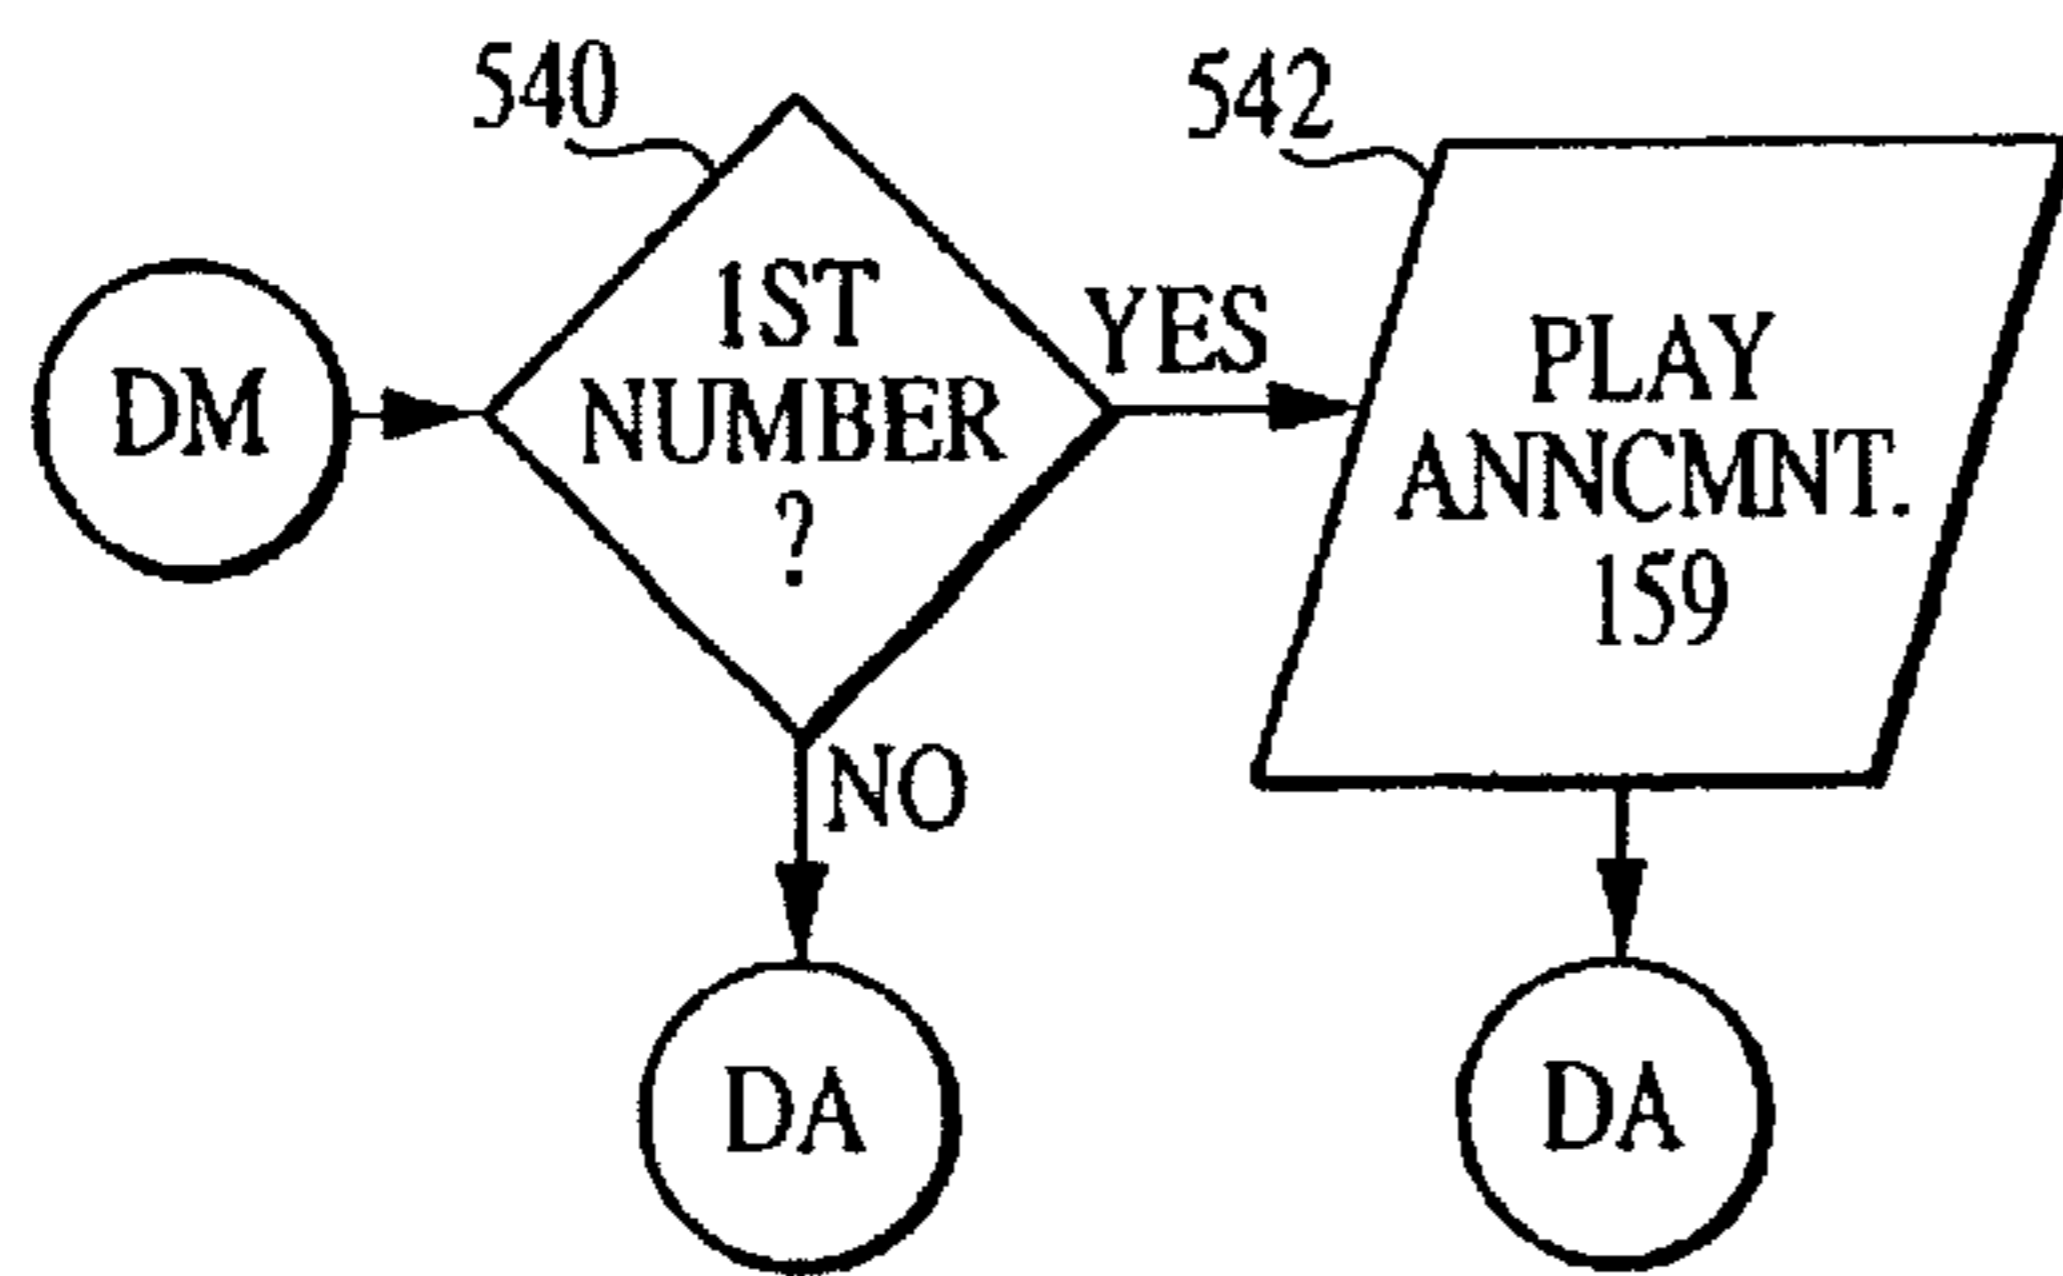 540
542
DM
1ST
NUMBER
?
YES
PLAY
ANNCMNT.
159
NO
DA
DA